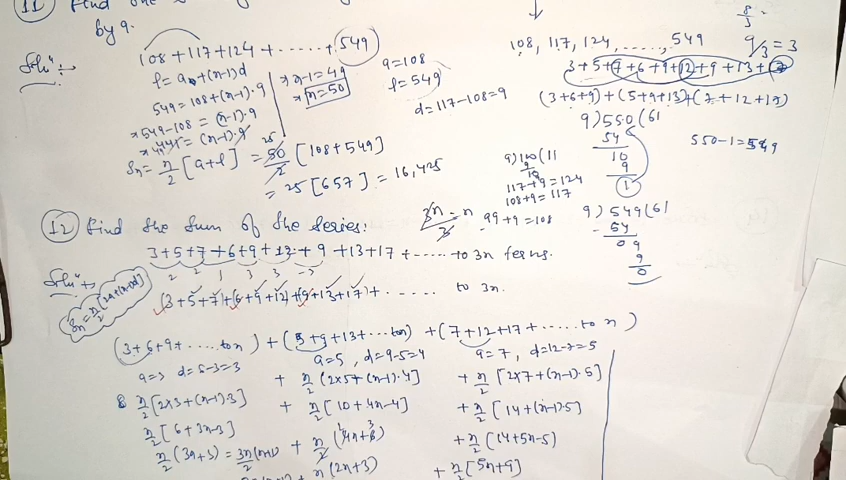 11) Find
by 9.
Solⁿ :→
108 + 117 + 124 + ...... + 549
l = a + (n-1)d
549 = 108 + (n-1)·9
⇒ 549 - 108 = (n-1)·9
⇒ 441 = (n-1)·9
⇒ n-1 = 49
⇒ n = 50
a = 108
l = 549
d = 117 - 108 = 9
Sn = n/2 [a+l] = 50/2 [108 + 549]
25
= 25 [657] = 16,425
108, 117, 124, ......, 549
9/3 = 3
3+5+7+6+9+12+9+13+17
(3+6+9) + (5+9+13) + (7+12+17)
9) 550 (61
54
10
9
1
550 - 1 = 549
9) 100 (11
9
10
117+9 = 124
108+9 = 117
99+9 = 108
9) 549 (61
- 54
09
9
0
3n/3 = n
12) Find the Sum of the Series:
3+5+7+6+9+12+9+13+17+ ...... to 3n terms.
2 2 1 3 3 -3
Solⁿ :→
Sn = n/2 [2a+(n-1)d]
(3+5+7)+(6+9+12)+(9+13+17)+ ...... to 3n.
(3+6+9+ ...... to n) + (5+9+13+ ...... to n) + (7+12+17+ ...... to n)
a=3 d=6-3=3
a=5, d=9-5=4
a=7, d=12-7=5
n/2 [2x3+(n-1)·3] + n/2 [2x5+(n-1)·4] + n/2 [2x7+(n-1)·5]
n/2 [6+3n-3] + n/2 [10+4n-4] + n/2 [14+(n-1)·5]
n/2 (3n+3) = 3n/2 (n+1) + n/2 (4n+6) + n/2 [14+5n-5]
n (2n+3) + n/2 [5n+9]